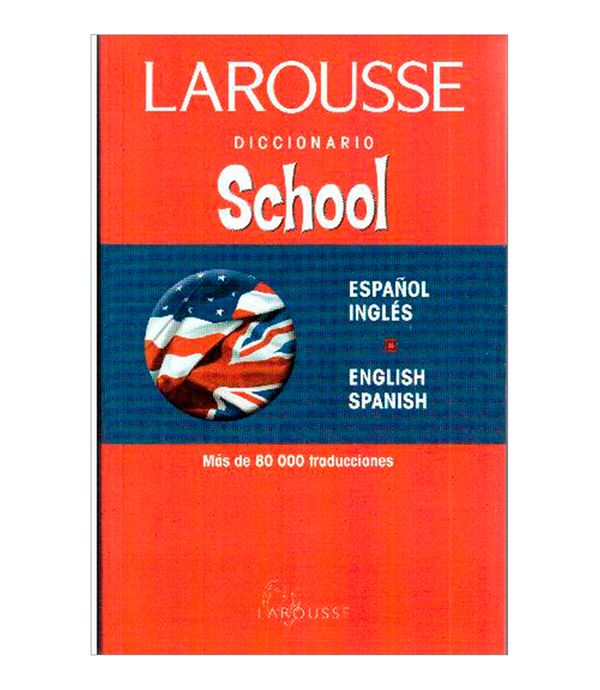 LAROUSSE
DICCIONARIO
School
ESPAÑOL
INGLÉS
ENGLISH
SPANISH
Más de 80 000 traducciones
LAROUSSE